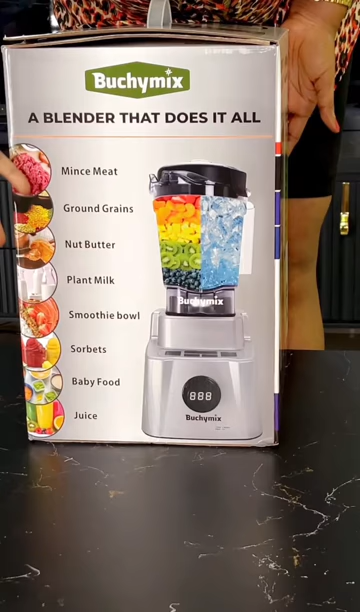 Buchymix
A BLENDER THAT DOES IT ALL
Mince Meat
Ground Grains
Nut Butter
Plant Milk
Smoothie bowl
Sorbets
Baby Food
Juice
Buchymix
888
Buchymix